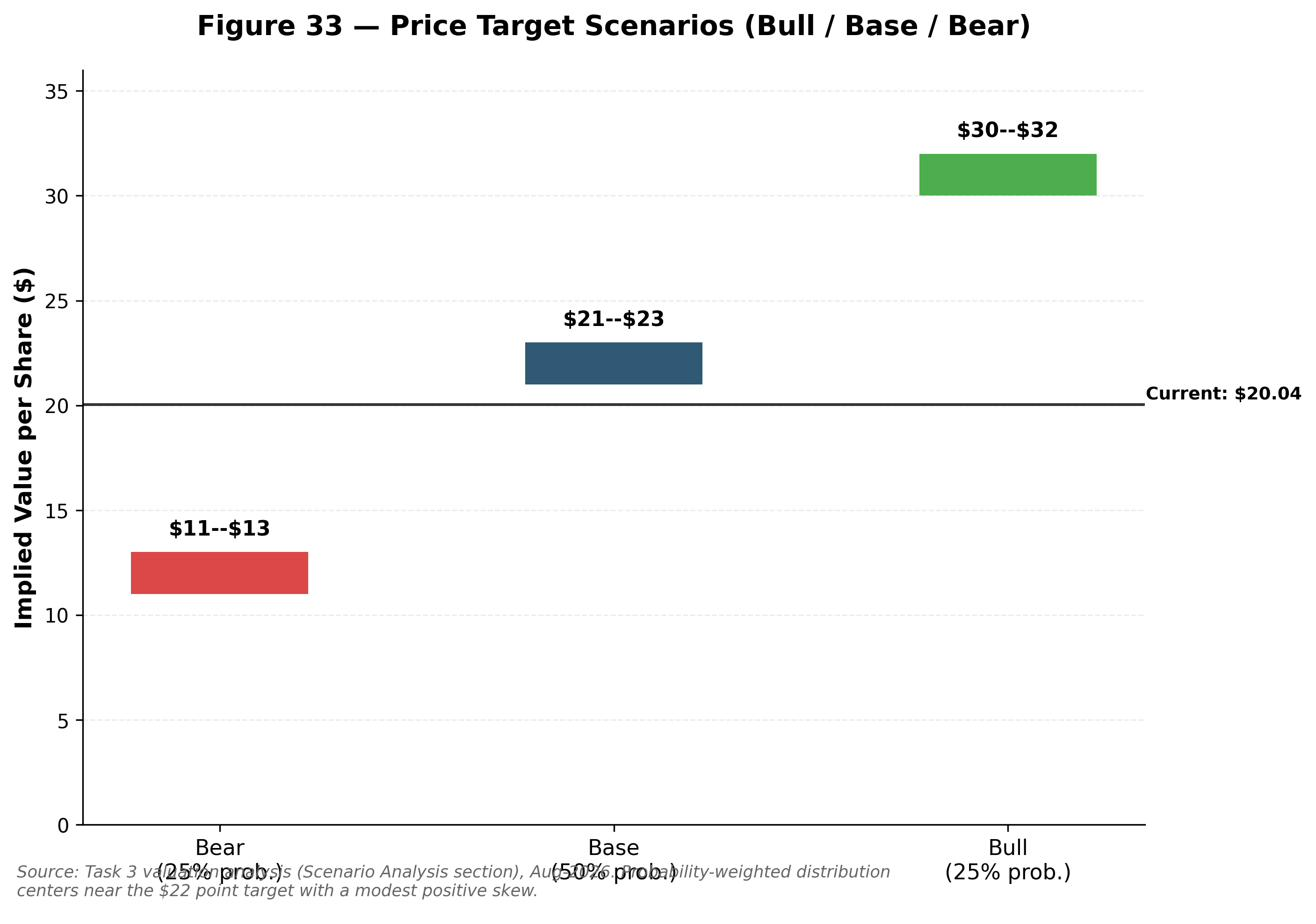 Figure 33 — Price Target Scenarios (Bull / Base / Bear)
35
$30--$32
30
25
$21--$23
Current: $20.04
20
15
$11--$13
10
5
0
Implied Value per Share ($)
Bear
(25% prob.)
Base
(50% prob.)
Bull
(25% prob.)
Source: Task 3 valuation analysis (Scenario Analysis section), Aug 2026. Probability-weighted distribution
centers near the $22 point target with a modest positive skew.